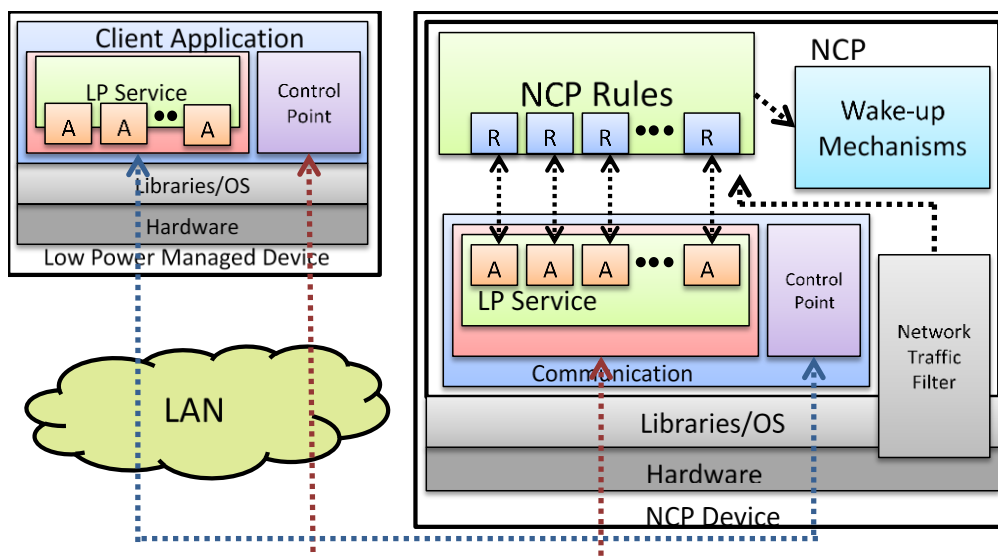 Client Application
LP Service
A A A
Control
Point
Libraries/OS
Hardware
Low Power Managed Device
LAN
NCP
NCP Rules
R R R R
Wake-up
Mechanisms
A A A A
LP Service
Control
Point
Communication
Network
Traffic
Filter
Libraries/OS
Hardware
NCP Device